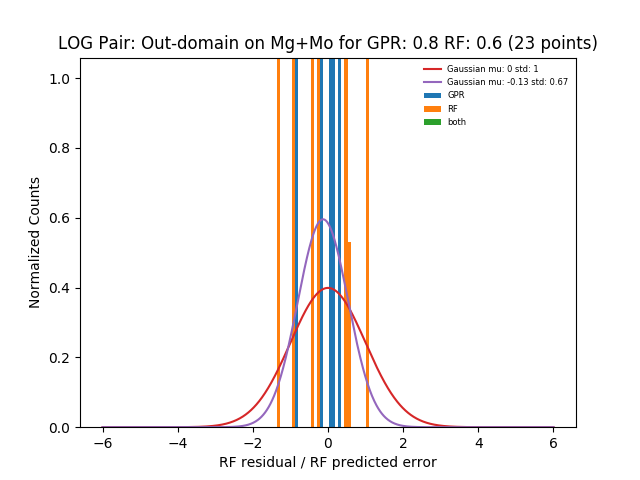 LOG Pair: Out-domain on Mg+Mo for GPR: 0.8 RF: 0.6 (23 points)
Gaussian mu: 0 std: 1
Gaussian mu: -0.13 std: 0.67
GPR
RF
both
Normalized Counts
1.0
0.8
0.6
0.4
0.2
0.0
−6 −4 −2 0 2 4 6
RF residual / RF predicted error